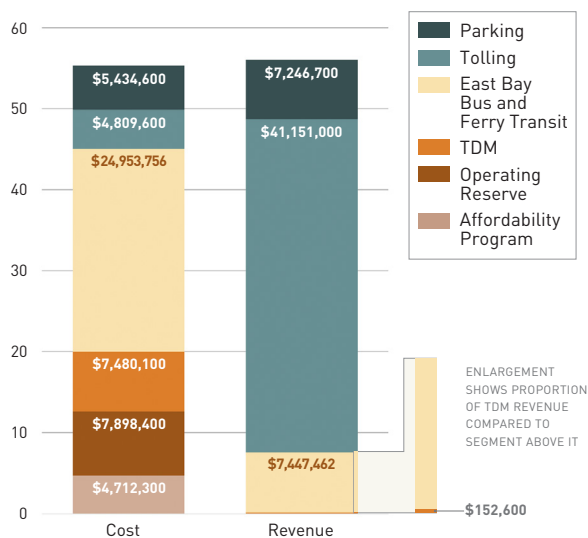 60
50
40
30
20
10
0
$5,434,600
$4,809,600
$24,953,756
$7,480,100
$7,898,400
$4,712,300
Cost
$7,246,700
$41,151,000
$7,447,462
Revenue
Parking
Tolling
East Bay
Bus and
Ferry Transit
TDM
Operating
Reserve
Affordability
Program
ENLARGEMENT
SHOWS PROPORTION
OF TDM REVENUE
COMPARED TO
SEGMENT ABOVE IT
$152,600